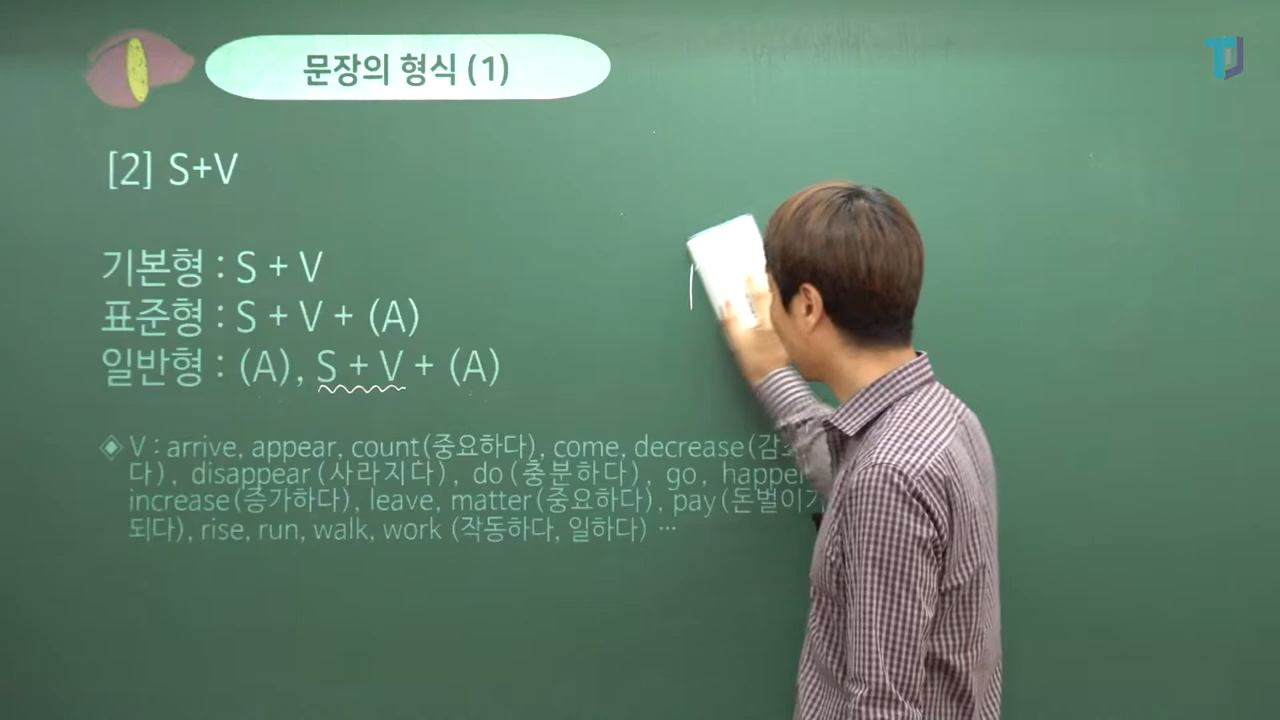 문장의 형식 (1)
TJ
[2] S+V
기본형 : S + V
표준형 : S + V + (A)
일반형 : (A), S + V + (A)
◈ V : arrive, appear, count(중요하다), come, decrease(감소
다), disappear(사라지다), do(충분하다), go, happen
increase(증가하다), leave, matter(중요하다), pay(돈벌이가
되다), rise, run, walk, work (작동하다, 일하다) …